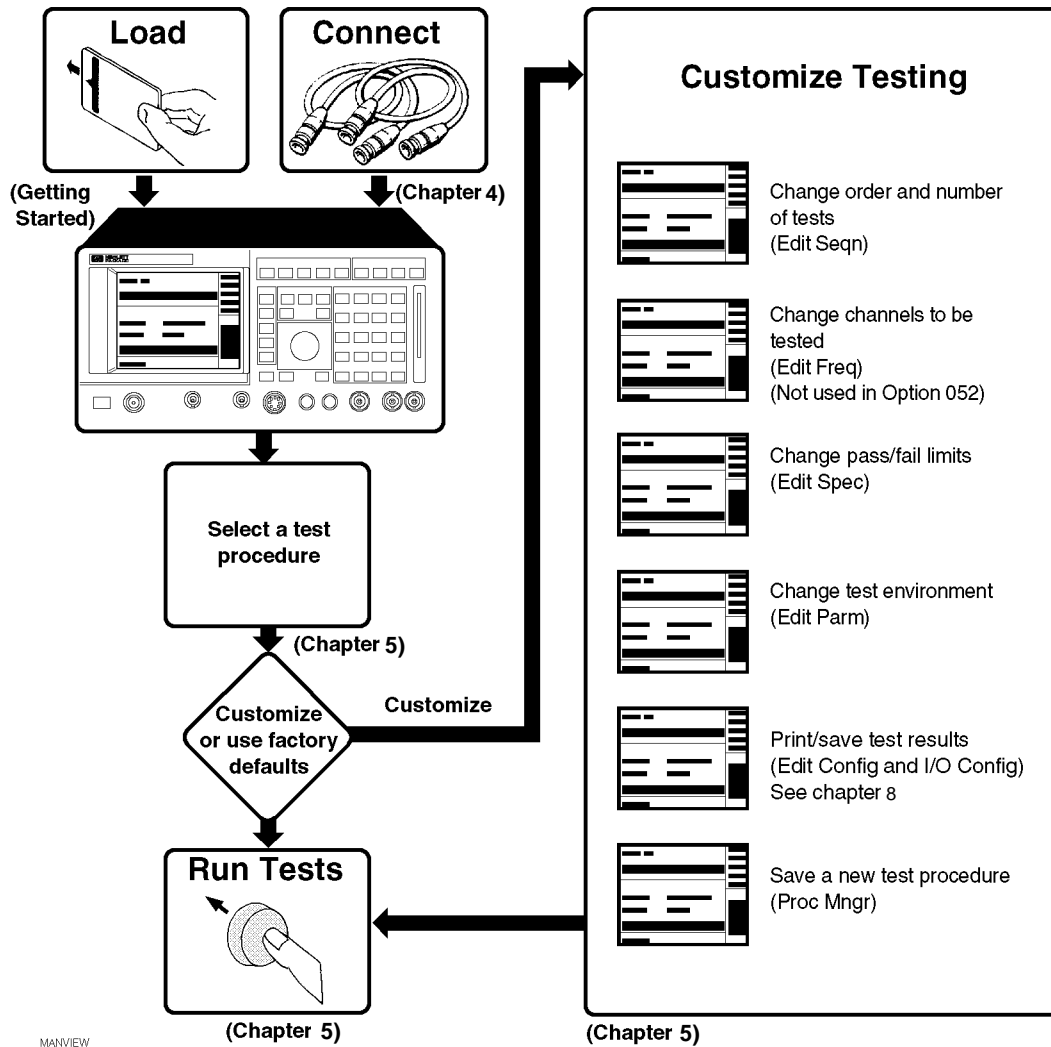 Load
Connect
(Getting
Started)
(Chapter 4)
Select a test
procedure
(Chapter 5)
Customize
or use factory
defaults
Customize
Run Tests
(Chapter 5)
Customize Testing
Change order and number
of tests
(Edit Seqn)
Change channels to be
tested
(Edit Freq)
(Not used in Option 052)
Change pass/fail limits
(Edit Spec)
Change test environment
(Edit Parm)
Print/save test results
(Edit Config and I/O Config)
See chapter 8
Save a new test procedure
(Proc Mngr)
(Chapter 5)
MANVIEW